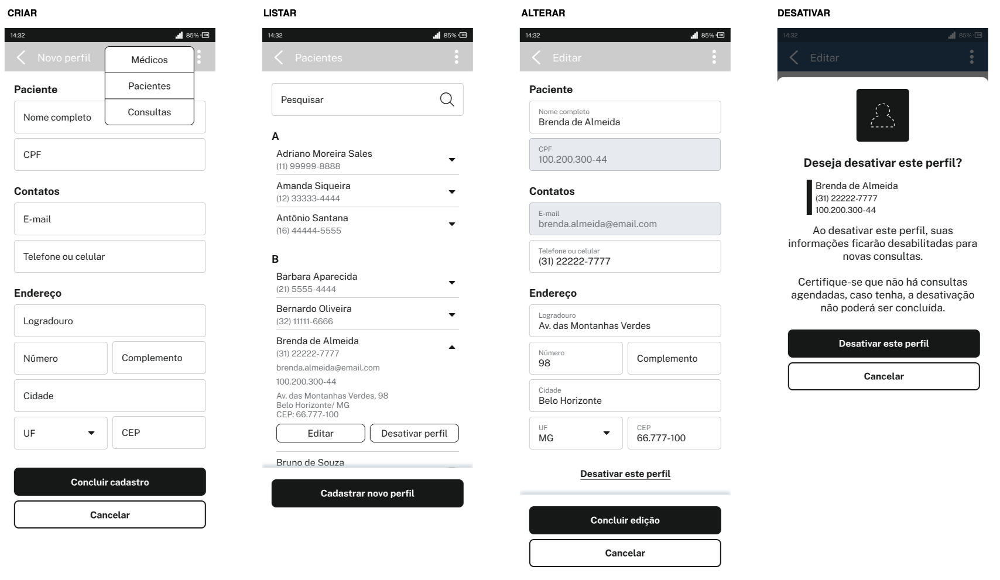 CRIAR
14:32
85%
Novo perfil
Médicos
Pacientes
Consultas
Paciente
Nome completo
CPF
Contatos
E-mail
Telefone ou celular
Endereço
Logradouro
Número
Complemento
Cidade
UF
CEP
Concluir cadastro
Cancelar
LISTAR
14:32
85%
Pacientes
Pesquisar
A
Adriano Moreira Sales
(11) 99999-8888
Amanda Siqueira
(12) 33333-4444
Antônio Santana
(16) 44444-5555
B
Barbara Aparecida
(21) 5555-4444
Bernardo Oliveira
(32) 11111-6666
Brenda de Almeida
(31) 22222-7777
brenda.almeida@email.com
100.200.300-44
Av. das Montanhas Verdes, 98
Belo Horizonte/ MG
CEP: 66.777-100
Editar
Desativar perfil
Bruno de Souza
Cadastrar novo perfil
ALTERAR
14:32
85%
Editar
Paciente
Nome completo
Brenda de Almeida
CPF
100.200.300-44
Contatos
E-mail
brenda.almeida@email.com
Telefone ou celular
(31) 22222-7777
Endereço
Logradouro
Av. das Montanhas Verdes
Número
98
Complemento
Cidade
Belo Horizonte
UF
MG
CEP
66.777-100
Desativar este perfil
Concluir edição
Cancelar
DESATIVAR
14:32
85%
Editar
Deseja desativar este perfil?
Brenda de Almeida
(31) 22222-7777
100.200.300-44
Ao desativar este perfil, suas
informações ficarão desabilitadas para
novas consultas.
Certifique-se que não há consultas
agendadas, caso tenha, a desativação
não poderá ser concluída.
Desativar este perfil
Cancelar